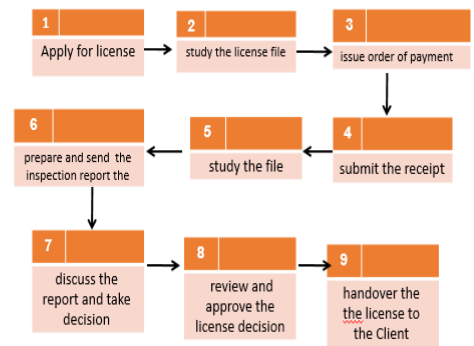 1
Apply for license
2
study the license file
3
issue order of payment
4
submit the receipt
5
study the file
6
prepare and send the
inspection report the
7
discuss the
report and take
decision
8
review and
approve the
license decision
9
handover the
the license to
the Client